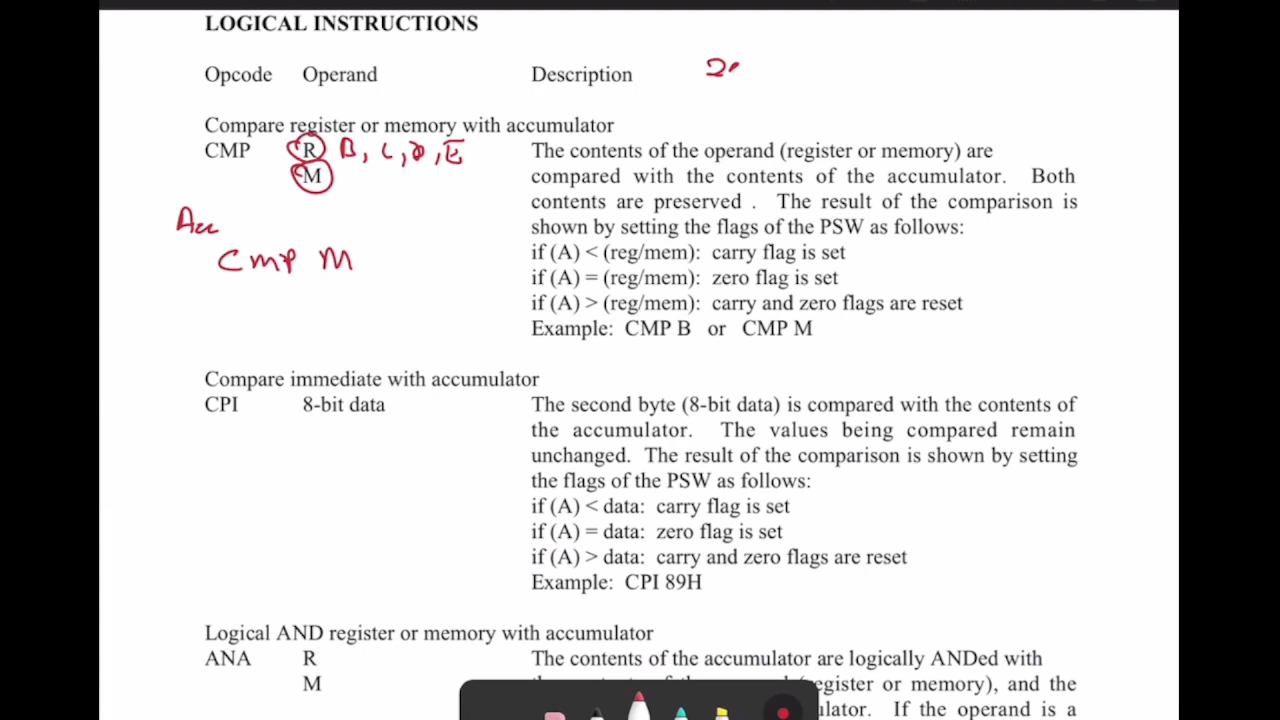 LOGICAL INSTRUCTIONS
Opcode Operand Description
Compare register or memory with accumulator
CMP R B, C, D, E The contents of the operand (register or memory) are
M compared with the contents of the accumulator. Both
contents are preserved . The result of the comparison is
Acc shown by setting the flags of the PSW as follows:
CMP M if (A) < (reg/mem): carry flag is set
if (A) = (reg/mem): zero flag is set
if (A) > (reg/mem): carry and zero flags are reset
Example: CMP B or CMP M
Compare immediate with accumulator
CPI 8-bit data The second byte (8-bit data) is compared with the contents of
the accumulator. The values being compared remain
unchanged. The result of the comparison is shown by setting
the flags of the PSW as follows:
if (A) < data: carry flag is set
if (A) = data: zero flag is set
if (A) > data: carry and zero flags are reset
Example: CPI 89H
Logical AND register or memory with accumulator
ANA R The contents of the accumulator are logically ANDed with
M (register or memory), and the
If the operand is a